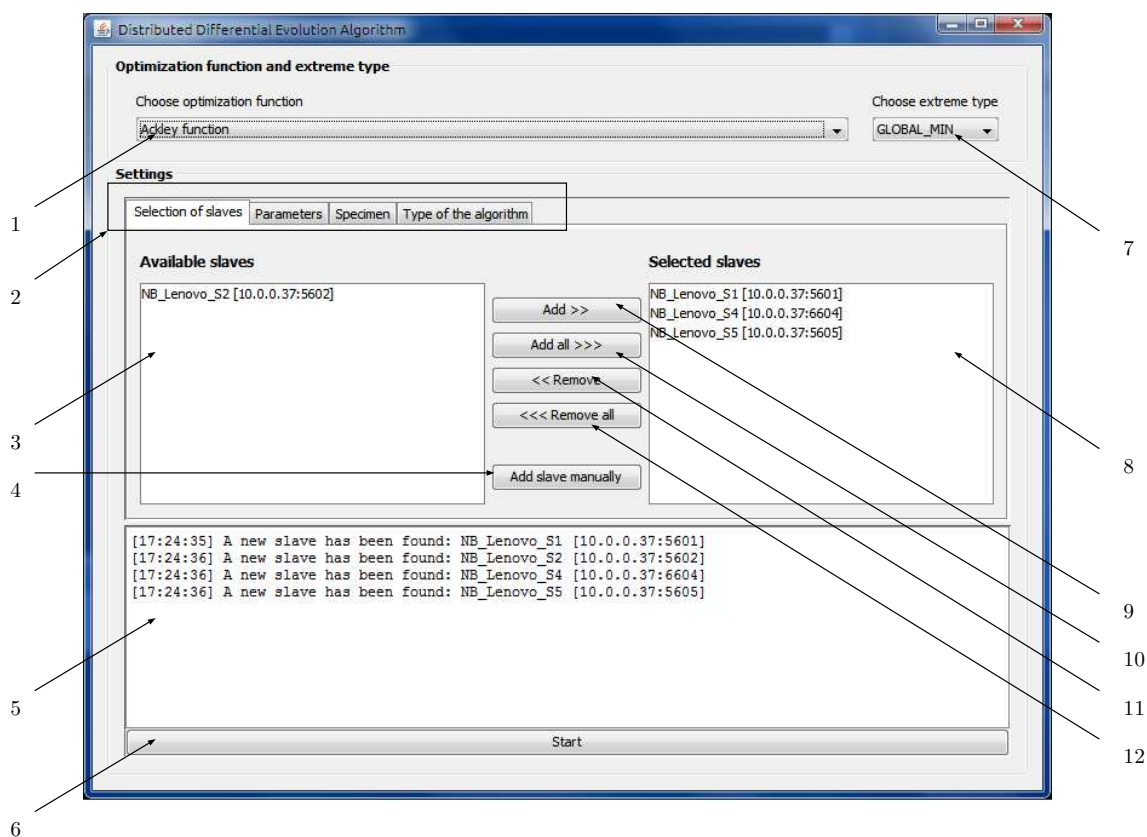 Distributed Differential Evolution Algorithm
Optimization function and extreme type
Choose optimization function
Choose extreme type
Ackley function
GLOBAL_MIN
Settings
Selection of slaves
Parameters
Specimen
Type of the algorithm
Available slaves
Selected slaves
NB_Lenovo_S2 [10.0.0.37:5602]
Add >>
Add all >>>
<< Remove
<<< Remove all
Add slave manually
NB_Lenovo_S1 [10.0.0.37:5601]
NB_Lenovo_S4 [10.0.0.37:6604]
NB_Lenovo_S5 [10.0.0.37:5605]
[17:24:35] A new slave has been found: NB_Lenovo_S1 [10.0.0.37:5601]
[17:24:36] A new slave has been found: NB_Lenovo_S2 [10.0.0.37:5602]
[17:24:36] A new slave has been found: NB_Lenovo_S4 [10.0.0.37:6604]
[17:24:36] A new slave has been found: NB_Lenovo_S5 [10.0.0.37:5605]
Start
1
2
3
4
5
6
7
8
9
10
11
12